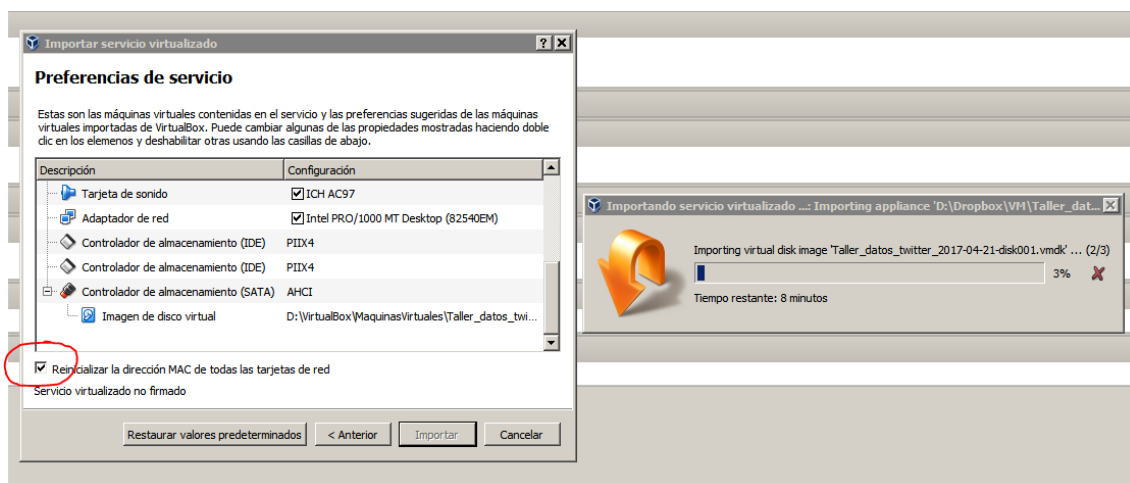 Importar servicio virtualizado
Preferencias de servicio
Estas son las máquinas virtuales contenidas en el servicio y las preferencias sugeridas de las máquinas
virtuales importadas de VirtualBox. Puede cambiar algunas de las propiedades mostradas haciendo doble
clic en los elemenos y deshabilitar otras usando las casillas de abajo.
Descripción Configuración
Tarjeta de sonido ICH AC97
Adaptador de red Intel PRO/1000 MT Desktop (82540EM)
Controlador de almacenamiento (IDE) PIIX4
Controlador de almacenamiento (IDE) PIIX4
Controlador de almacenamiento (SATA) AHCI
Imagen de disco virtual D:\VirtualBox\MaquinasVirtuales\Taller_datos_twi...
Reinicializar la dirección MAC de todas las tarjetas de red
Servicio virtualizado no firmado
Restaurar valores predeterminados < Anterior Importar Cancelar
Importando servicio virtualizado ...: Importing appliance 'D:\Dropbox\VM\Taller_dat...
Importing virtual disk image 'Taller_datos_twitter_2017-04-21-disk001.vmdk' ... (2/3)
3%
Tiempo restante: 8 minutos